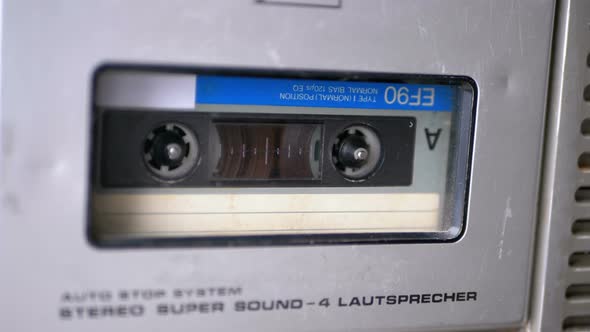 EF90
TYPE I (NORMAL) POSITION
NORMAL BIAS 120µs EQ
A
AUTO STOP SYSTEM
STEREO SUPER SOUND-4 LAUTSPRECHER